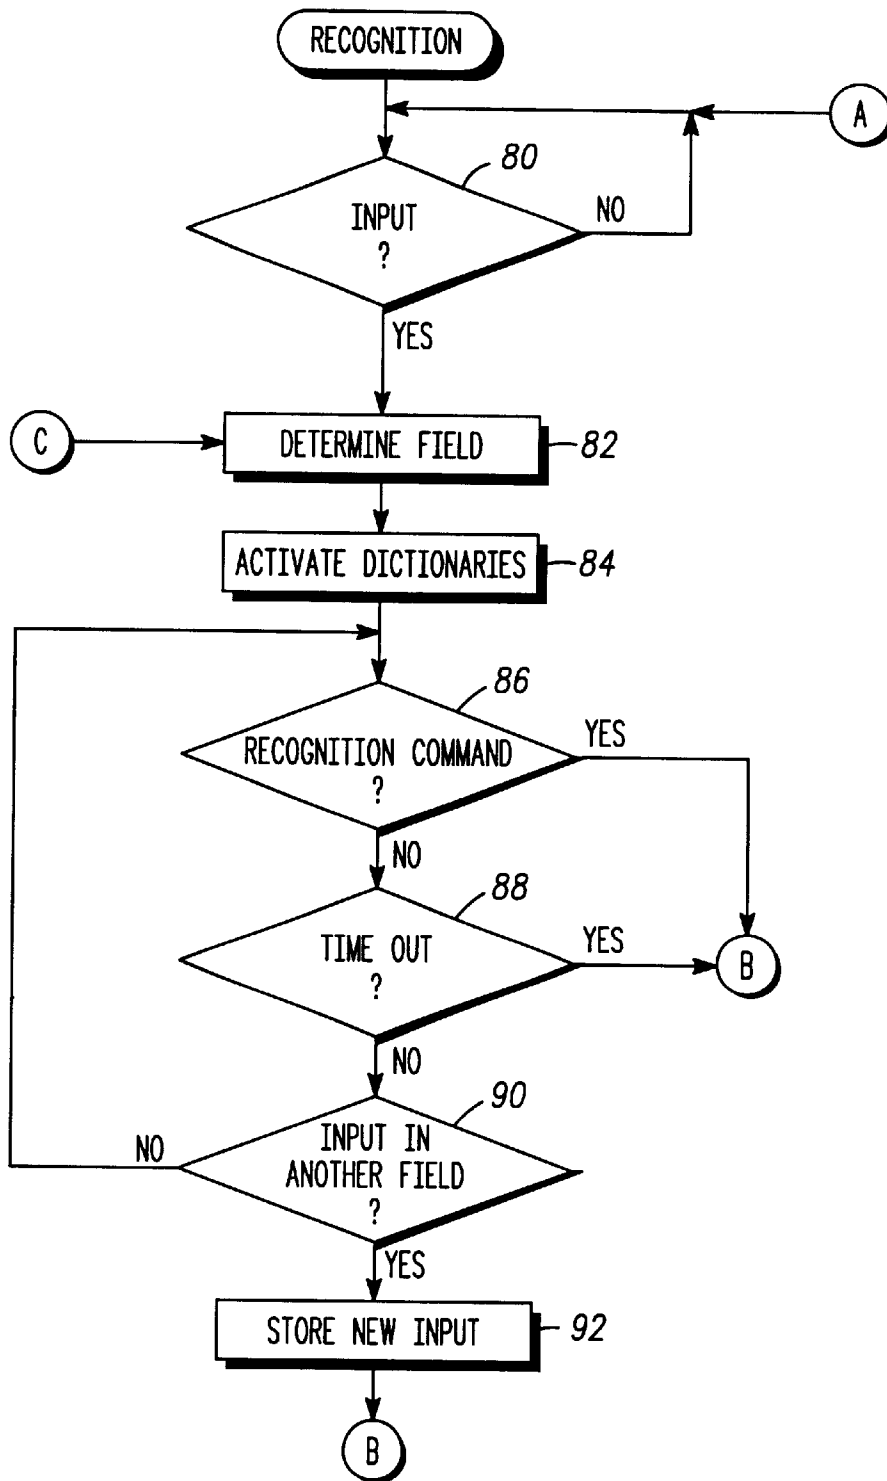 RECOGNITION
A
80
INPUT
?
NO
YES
C
DETERMINE FIELD
82
ACTIVATE DICTIONARIES
84
86
RECOGNITION COMMAND
?
YES
NO
88
TIME OUT
?
YES
B
NO
90
INPUT IN
ANOTHER FIELD
?
NO
YES
STORE NEW INPUT
92
B